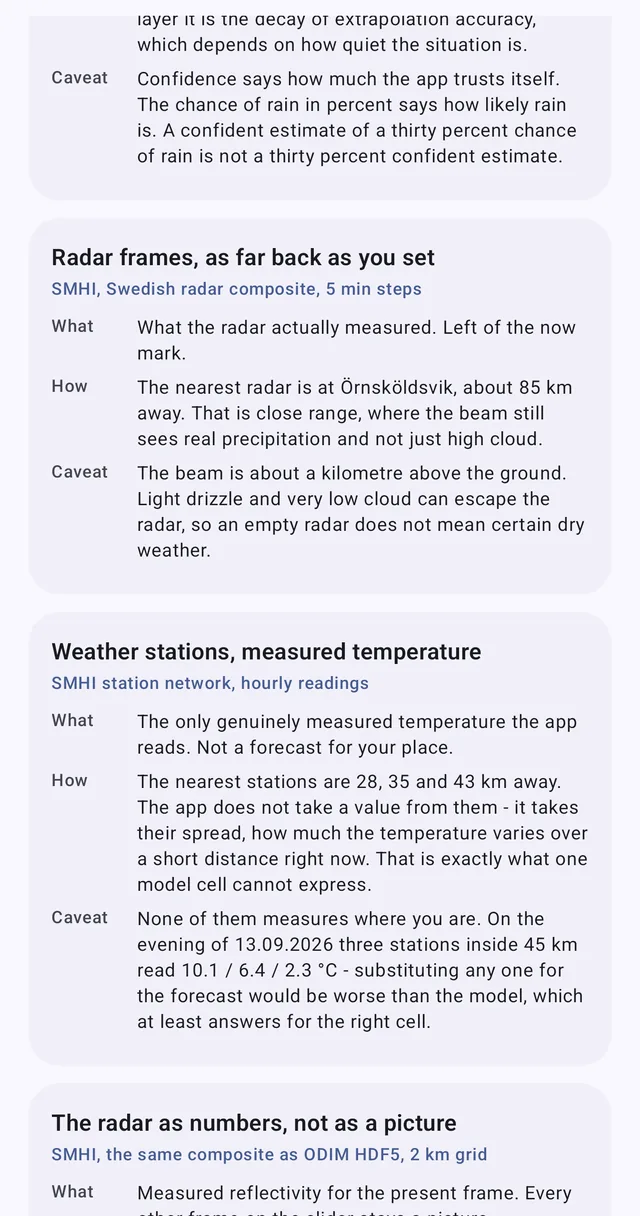 layer it is the decay of extrapolation accuracy,
which depends on how quiet the situation is.
Caveat Confidence says how much the app trusts itself.
The chance of rain in percent says how likely rain
is. A confident estimate of a thirty percent chance
of rain is not a thirty percent confident estimate.
Radar frames, as far back as you set
SMHI, Swedish radar composite, 5 min steps
What What the radar actually measured. Left of the now
mark.
How The nearest radar is at Örnsköldsvik, about 85 km
away. That is close range, where the beam still
sees real precipitation and not just high cloud.
Caveat The beam is about a kilometre above the ground.
Light drizzle and very low cloud can escape the
radar, so an empty radar does not mean certain dry
weather.
Weather stations, measured temperature
SMHI station network, hourly readings
What The only genuinely measured temperature the app
reads. Not a forecast for your place.
How The nearest stations are 28, 35 and 43 km away.
The app does not take a value from them - it takes
their spread, how much the temperature varies over
a short distance right now. That is exactly what one
model cell cannot express.
Caveat None of them measures where you are. On the
evening of 13.09.2026 three stations inside 45 km
read 10.1 / 6.4 / 2.3 °C - substituting any one for
the forecast would be worse than the model, which
at least answers for the right cell.
The radar as numbers, not as a picture
SMHI, the same composite as ODIM HDF5, 2 km grid
What Measured reflectivity for the present frame. Every
other frame on the slider stays a picture.